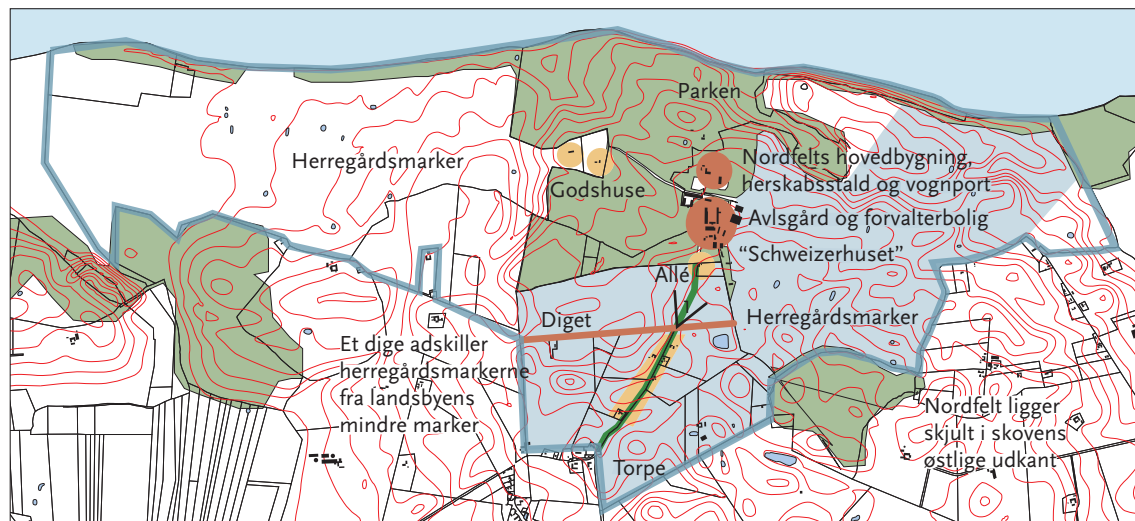 Parken
Herregårdsmarker
Godshuse
Nordfelts hovedbygning,
herskabsstald og vognport
Avlsgård og forvalterbolig
"Schweizerhuset"
Allé
Diget
Herregårdsmarker
Et dige adskiller
herregårdsmarkerne
fra landsbyens
mindre marker
Nordfelt ligger
skjult i skovens
østlige udkant
Torpe